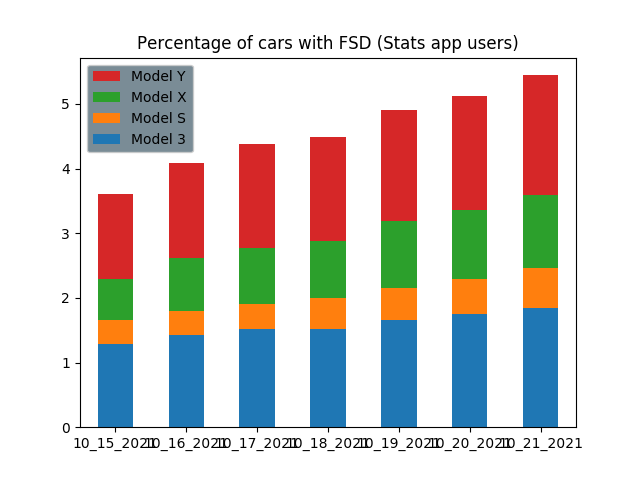 Percentage of cars with FSD (Stats app users)
Model Y
Model X
Model S
Model 3
5
4
3
2
1
0
10_15_2021 10_16_2021 10_17_2021 10_18_2021 10_19_2021 10_20_2021 10_21_2021